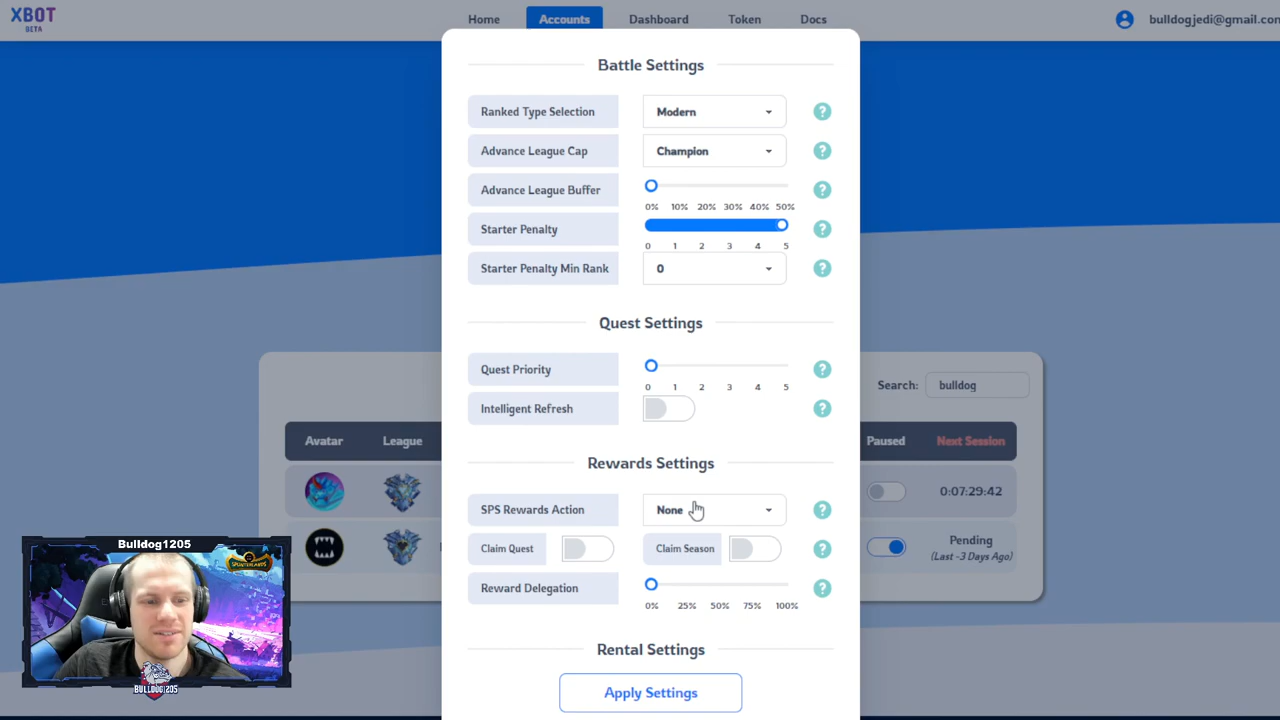 XBOT
BETA
Home
Accounts
Dashboard
Token
Docs
bulldogjedi@gmail.con
Battle Settings
Ranked Type Selection
Modern
?
Advance League Cap
Champion
?
Advance League Buffer
?
0% 10% 20% 30% 40% 50%
Starter Penalty
?
0 1 2 3 4 5
Starter Penalty Min Rank
0
?
Quest Settings
Quest Priority
?
0 1 2 3 4 5
Intelligent Refresh
?
Search:
bulldog
Avatar
League
Paused
Next Session
0:07:29:42
Pending
(Last -3 Days Ago)
Rewards Settings
SPS Rewards Action
None
?
Claim Quest
Claim Season
?
Reward Delegation
?
0% 25% 50% 75% 100%
Rental Settings
Apply Settings
Bulldog1205
SPLINTERLANDS
BULLDOG1205